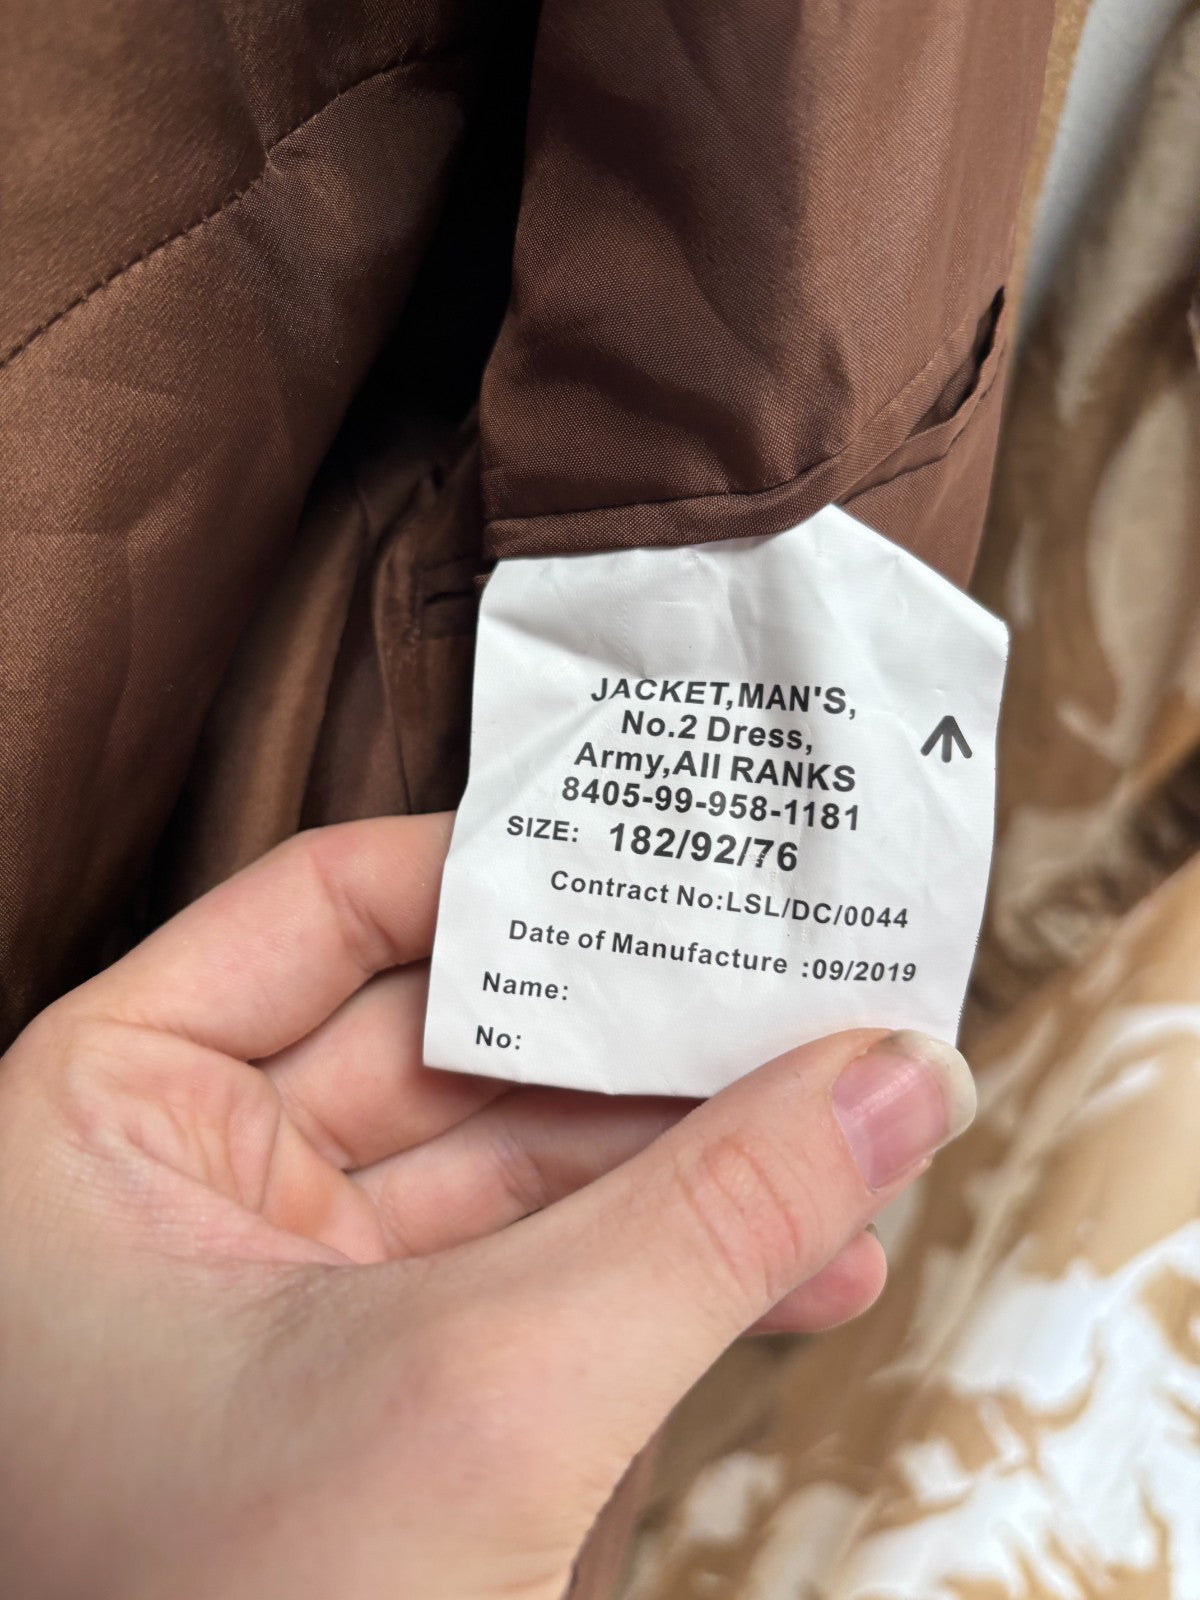 JACKET,MAN'S,
No.2 Dress,
Army,All RANKS
8405-99-958-1181
SIZE: 182/92/76
Contract No:LSL/DC/0044
Date of Manufacture :09/2019
Name:
No: